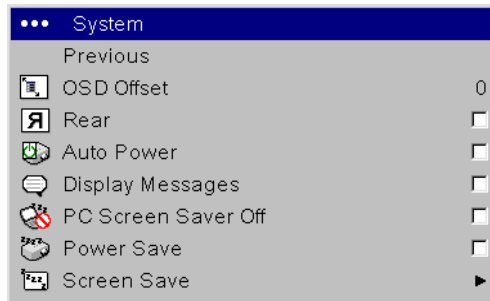 ••• System
Previous
OSD Offset 0
Rear
Auto Power
Display Messages
PC Screen Saver Off
Power Save
Screen Save